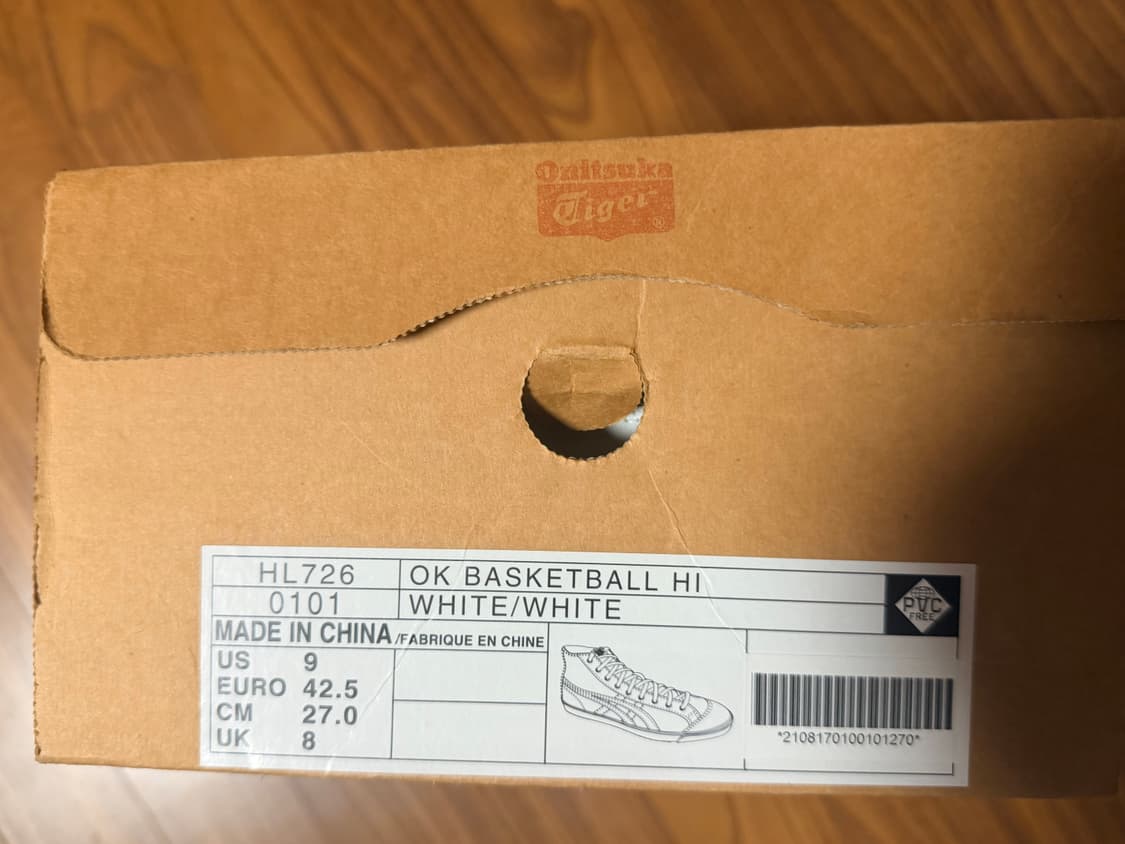 Onitsuka
Tiger ®
HL726 OK BASKETBALL HI
0101 WHITE/WHITE
PVC
FREE
MADE IN CHINA/FABRIQUE EN CHINE
US 9
EURO 42.5
CM 27.0
UK 8
*2108170100101270*